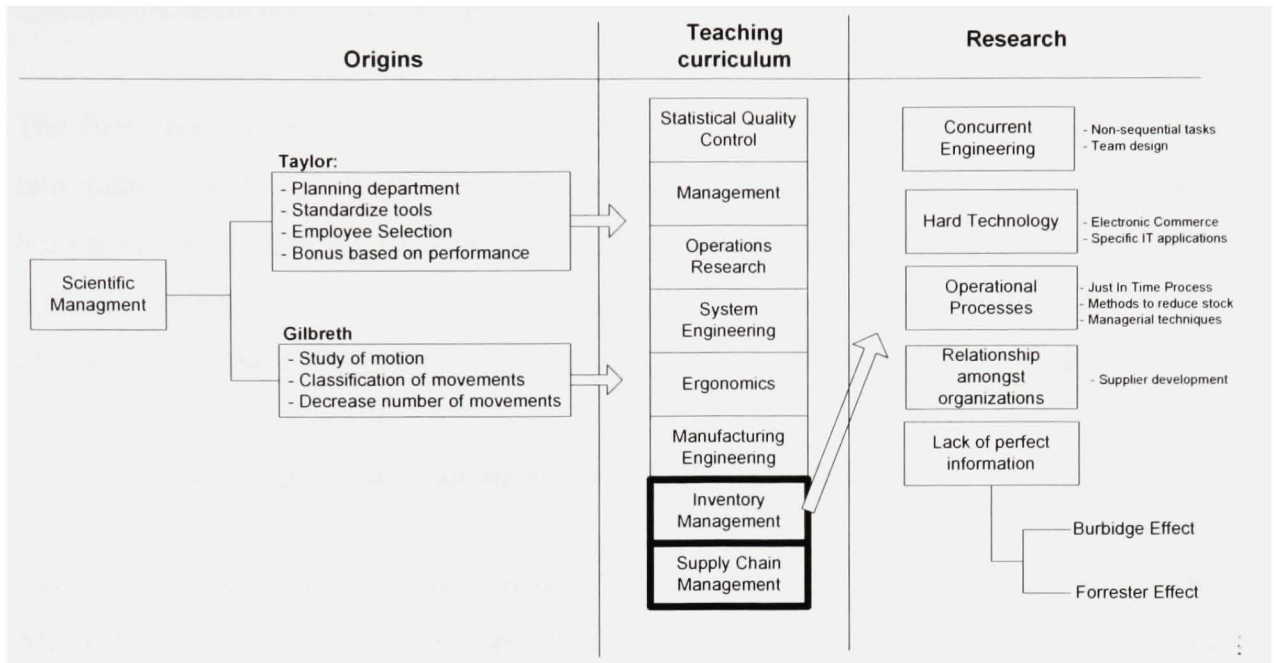 Origins
Teaching
curriculum
Research
Scientific
Managment
Taylor:
- Planning department
- Standardize tools
- Employee Selection
- Bonus based on performance
Gilbreth
- Study of motion
- Classification of movements
- Decrease number of movements
Statistical Quality
Control
Management
Operations
Research
System
Engineering
Ergonomics
Manufacturing
Engineering
Inventory
Management
Supply Chain
Management
Concurrent
Engineering
- Non-sequential tasks
- Team design
Hard Technology
- Electronic Commerce
- Specific IT applications
Operational
Processes
- Just In Time Process
- Methods to reduce stock
- Managerial techniques
Relationship
amongst
organizations
- Supplier development
Lack of perfect
information
Burbidge Effect
Forrester Effect